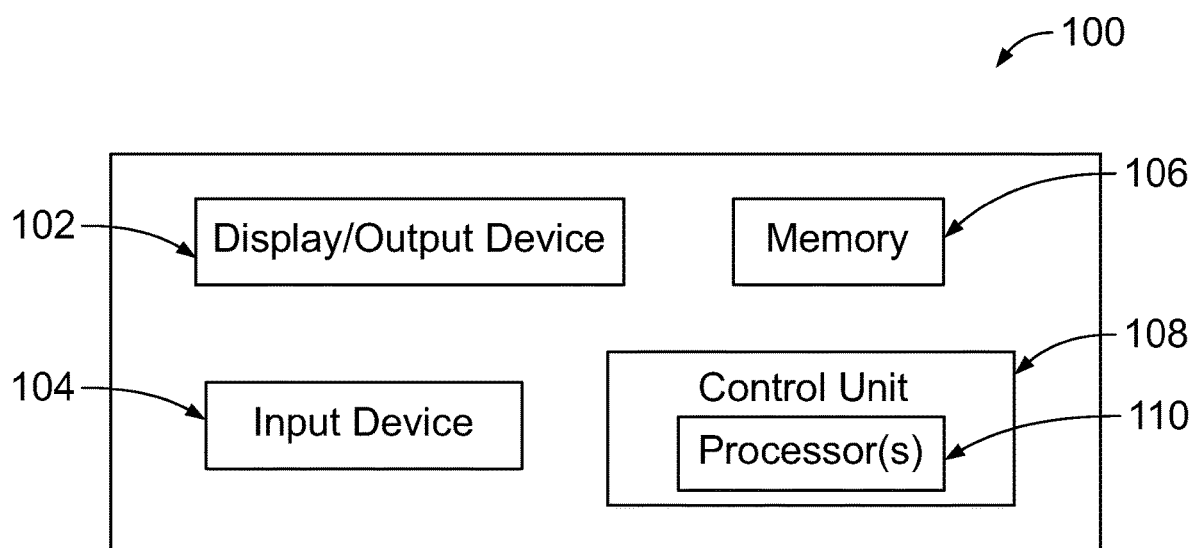 100
106
102
Display/Output Device
Memory
108
104
Control Unit
Input Device
110
Processor(s)